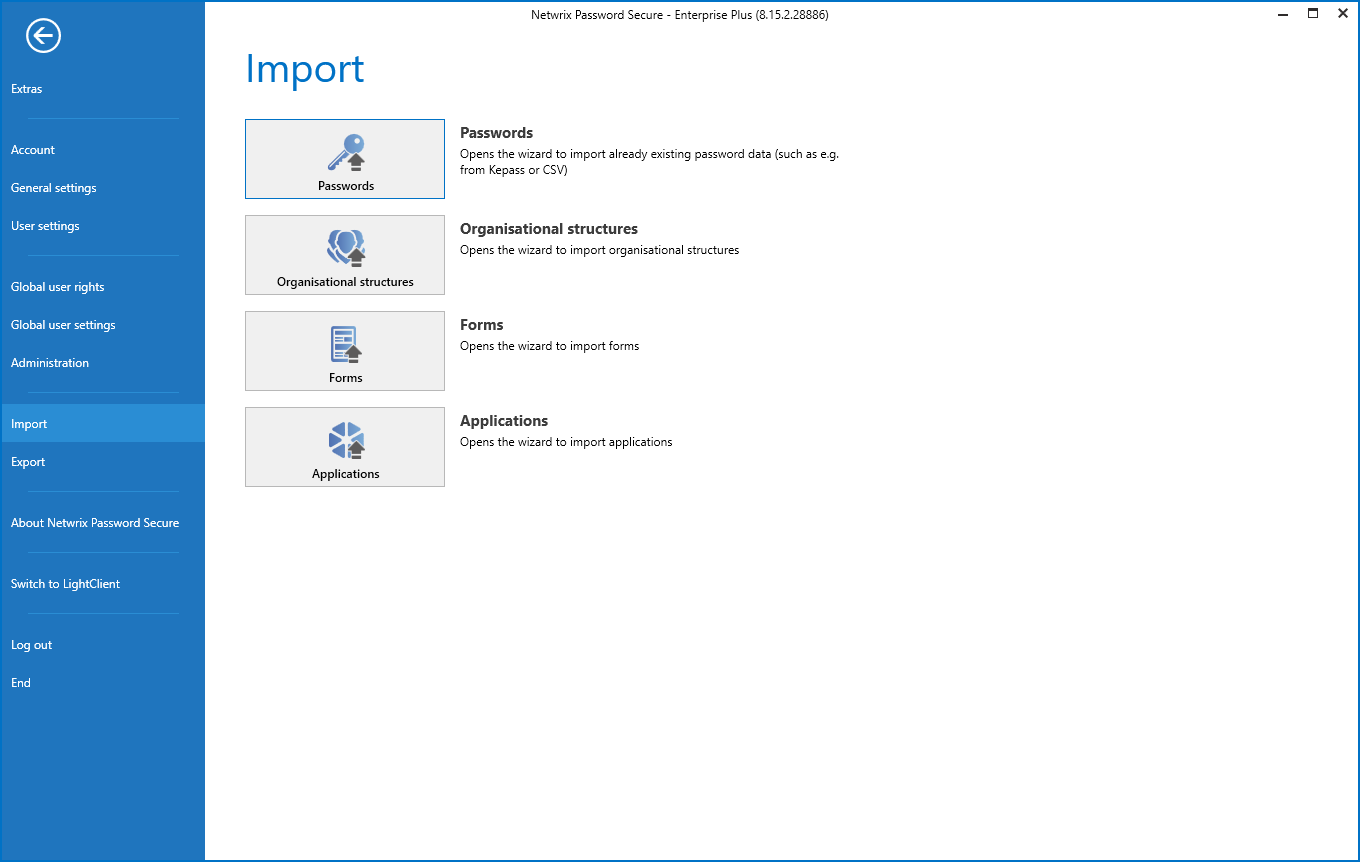 Netwrix Password Secure - Enterprise Plus (8.15.2.28886)
Extras
Account
General settings
User settings
Global user rights
Global user settings
Administration
Import
Export
About Netwrix Password Secure
Switch to LightClient
Log out
End
Import
Passwords
Passwords
Opens the wizard to import already existing password data (such as e.g.
from Kepass or CSV)
Organisational structures
Organisational structures
Opens the wizard to import organisational structures
Forms
Forms
Opens the wizard to import forms
Applications
Applications
Opens the wizard to import applications